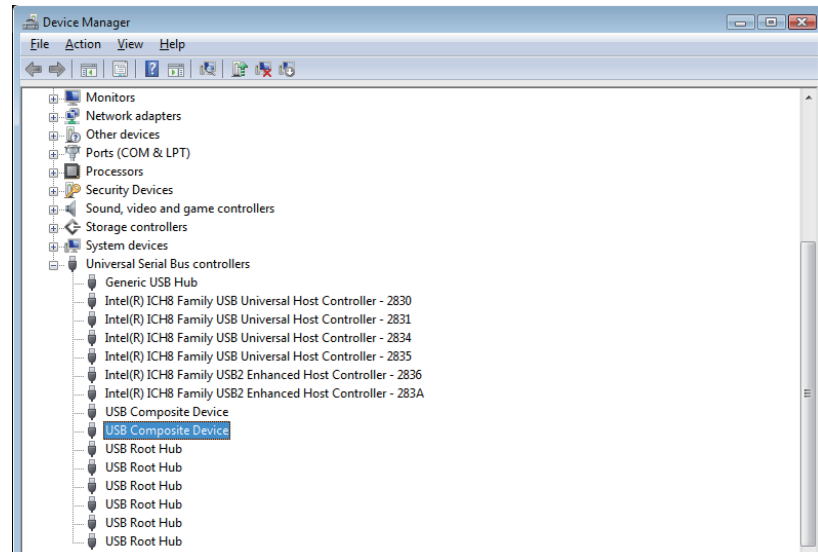 Device Manager
File Action View Help
Monitors
Network adapters
Other devices
Ports (COM & LPT)
Processors
Security Devices
Sound, video and game controllers
Storage controllers
System devices
Universal Serial Bus controllers
Generic USB Hub
Intel(R) ICH8 Family USB Universal Host Controller - 2830
Intel(R) ICH8 Family USB Universal Host Controller - 2831
Intel(R) ICH8 Family USB Universal Host Controller - 2834
Intel(R) ICH8 Family USB Universal Host Controller - 2835
Intel(R) ICH8 Family USB2 Enhanced Host Controller - 2836
Intel(R) ICH8 Family USB2 Enhanced Host Controller - 283A
USB Composite Device
USB Composite Device
USB Root Hub
USB Root Hub
USB Root Hub
USB Root Hub
USB Root Hub
USB Root Hub